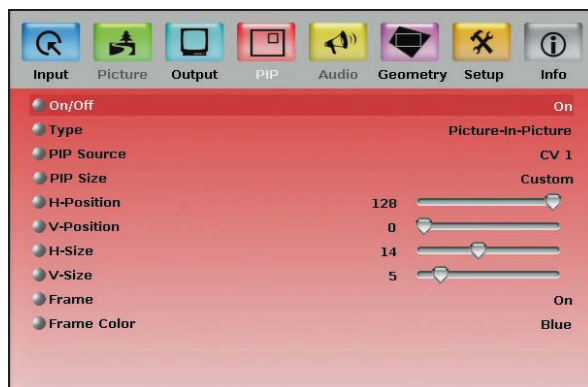 Input Picture Output PIP Audio Geometry Setup Info
On/Off On
Type Picture-In-Picture
PIP Source CV 1
PIP Size Custom
H-Position 128
V-Position 0
H-Size 14
V-Size 5
Frame On
Frame Color Blue